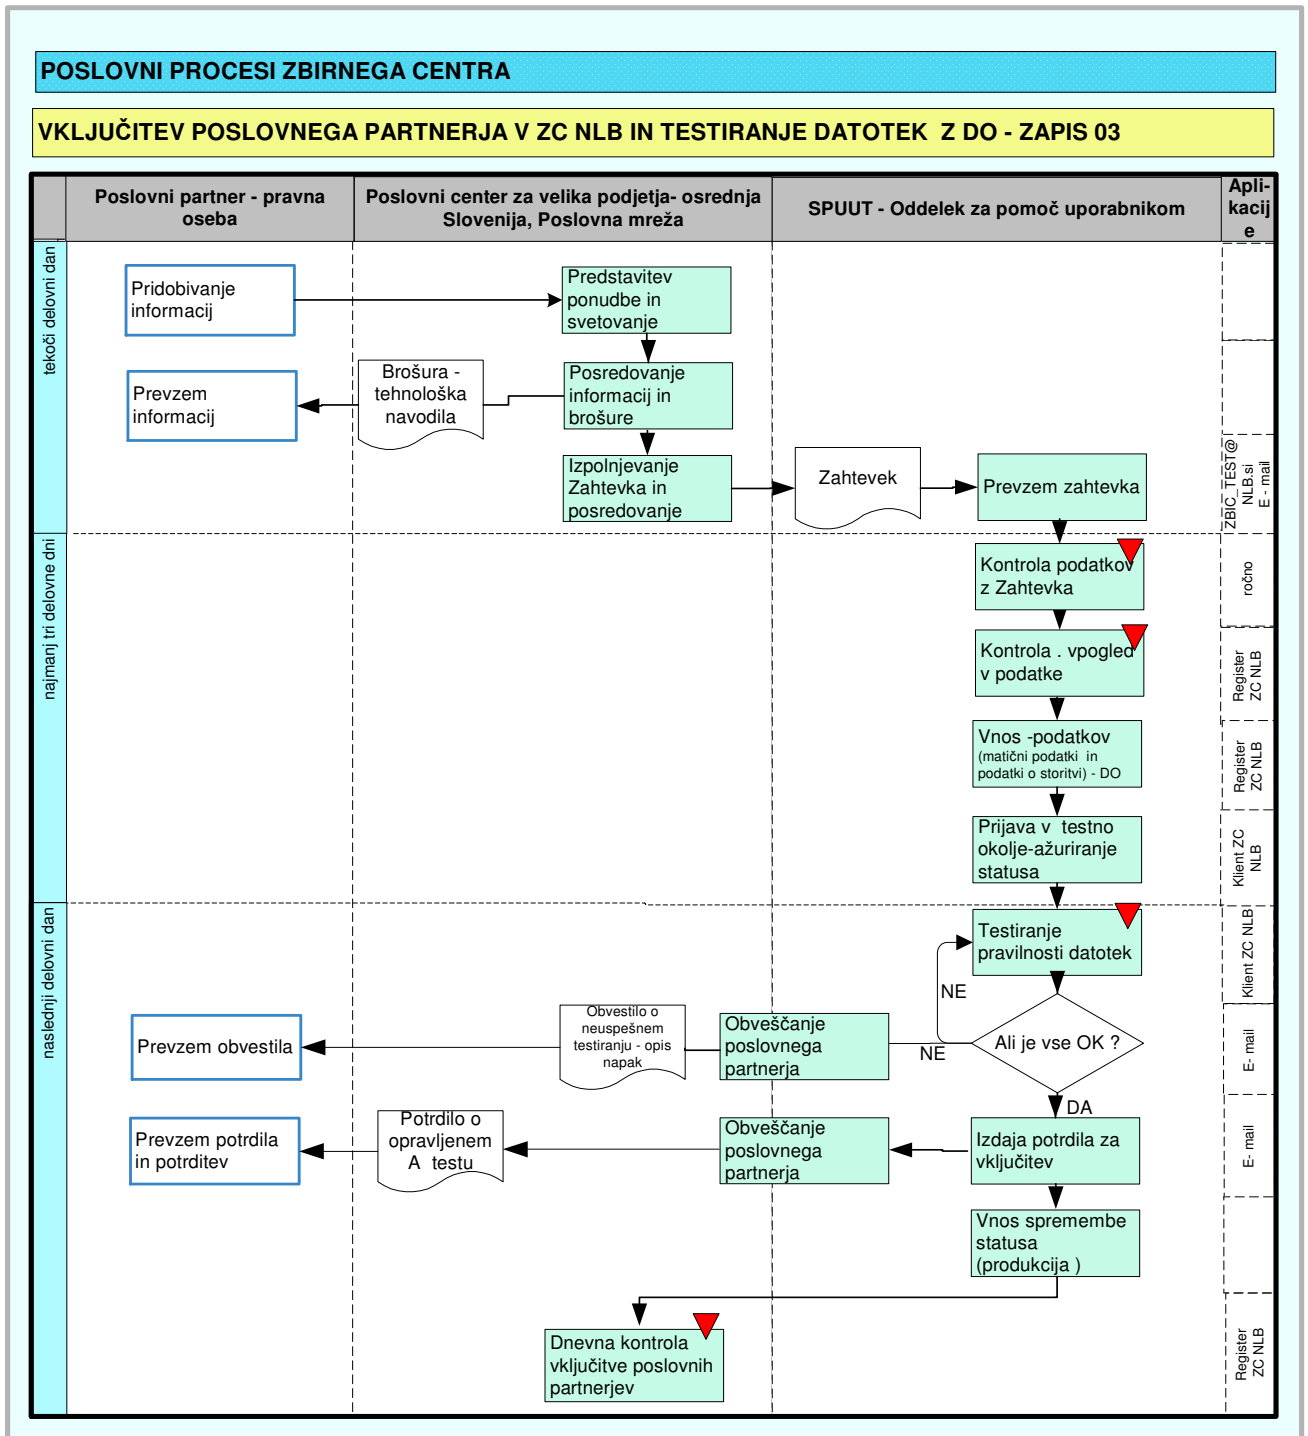 POSLOVNI PROCESI ZBIRNEGA CENTRA
VKLJUČITEV POSLOVNEGA PARTNERJA V ZC NLB IN TESTIRANJE DATOTEK Z DO - ZAPIS 03
Poslovni partner - pravna
oseba
Poslovni center za velika podjetja- osrednja
Slovenija, Poslovna mreža
SPUUT - Oddelek za pomoč uporabnikom
Apli-
kacij
e
tekoči delovni dan
Pridobivanje
informacij
Predstavitev
ponudbe in
svetovanje
Prevzem
informacij
Brošura -
tehnološka
navodila
Posredovanje
informacij in
brošure
Izpolnjevanje
Zahtevka in
posredovanje
Zahtevek
Prevzem zahtevka
ZBIC_TEST@
NLB.si
E - mail
najmanj tri delovne dni
Kontrola podatkov
z Zahtevka
ročno
Kontrola . vpogled
v podatke
Register
ZC NLB
Vnos -podatkov
(matični podatki in
podatki o storitvi) - DO
Register
ZC NLB
Prijava v testno
okolje-ažuriranje
statusa
Klient ZC
NLB
naslednji delovni dan
Testiranje
pravilnosti datotek
Klient ZC NLB
NE
Prevzem obvestila
Obvestilo o
neuspešnem
testiranju - opis
napak
Obveščanje
poslovnega
partnerja
NE
Ali je vse OK ?
E- mail
DA
Prevzem potrdila
in potrditev
Potrdilo o
opravljenem
A testu
Obveščanje
poslovnega
partnerja
Izdaja potrdila za
vključitev
E- mail
Vnos spremembe
statusa
(produkcija )
Dnevna kontrola
vključitve poslovnih
partnerjev
Register
ZC NLB